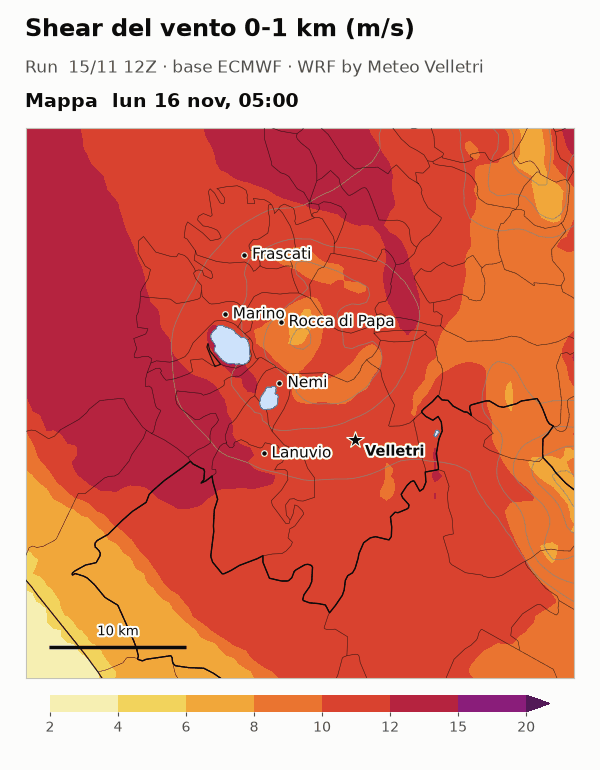 Shear del vento 0-1 km (m/s)
Run  15/11 12Z · base ECMWF · WRF by Meteo Velletri
Mappa  lun 16 nov, 05:00
Frascati
Marino
Rocca di Papa
Nemi
Velletri
Lanuvio
10 km
2 4 6 8 10 12 15 20